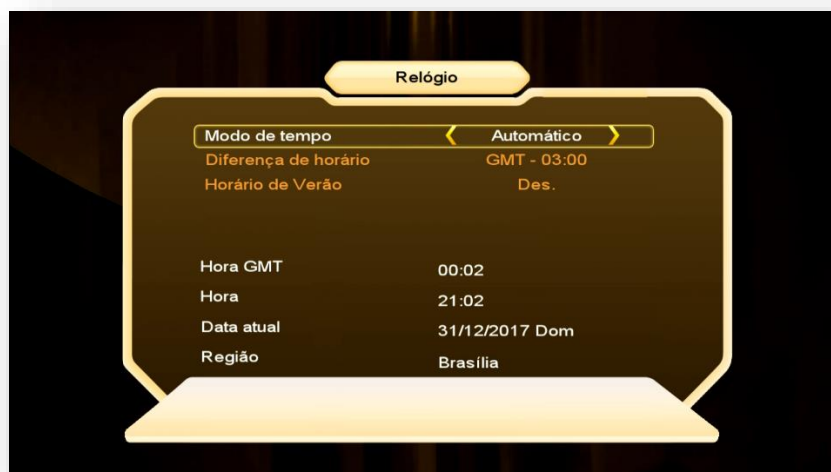 Relógio
Modo de tempo Automático
Diferença de horário GMT - 03:00
Horário de Verão Des.
Hora GMT 00:02
Hora 21:02
Data atual 31/12/2017 Dom
Região Brasília